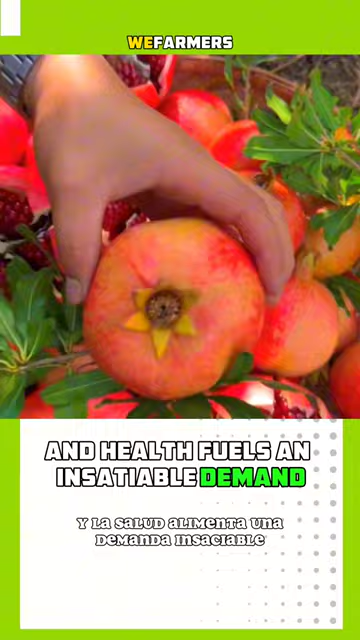 WEFARMERS
AND HEALTH FUELS AN
INSATIABLE DEMAND
Y LA SALUD ALIMENTA UNA
DEMANDA INSACIABLE